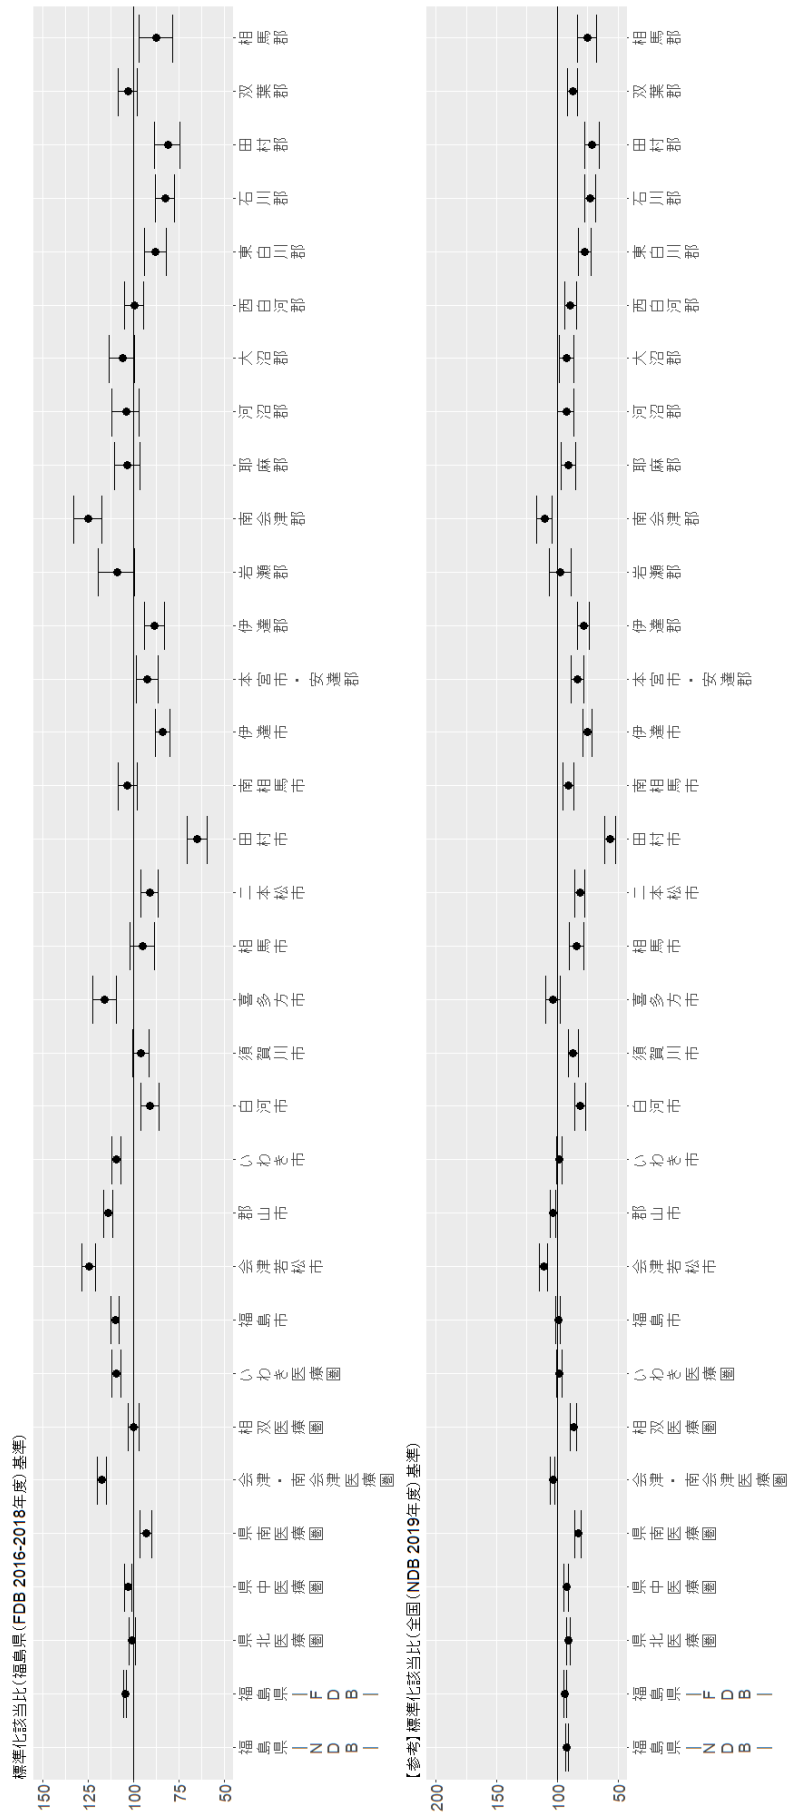 標準化該当比(福島県(FDB 2016-2018年度)基準)
150
125
100
75
50
福島県(NDB)
福島県(FDB)
県北医療圏
県中医療圏
県南医療圏
会津・南会津医療圏
相双医療圏
いわき医療圏
福島市
会津若松市
郡山市
いわき市
白河市
須賀川市
喜多方市
相馬市
二本松市
田村市
南相馬市
伊達市
本宮市・安達郡
伊達郡
岩瀬郡
南会津郡
耶麻郡
河沼郡
大沼郡
西白河郡
東白川郡
石川郡
田村郡
双葉郡
相馬郡
【参考】標準化該当比(全国(NDB 2019年度)基準)
200
150
100
50
福島県(NDB)
福島県(FDB)
県北医療圏
県中医療圏
県南医療圏
会津・南会津医療圏
相双医療圏
いわき医療圏
福島市
会津若松市
郡山市
いわき市
白河市
須賀川市
喜多方市
相馬市
二本松市
田村市
南相馬市
伊達市
本宮市・安達郡
伊達郡
岩瀬郡
南会津郡
耶麻郡
河沼郡
大沼郡
西白河郡
東白川郡
石川郡
田村郡
双葉郡
相馬郡